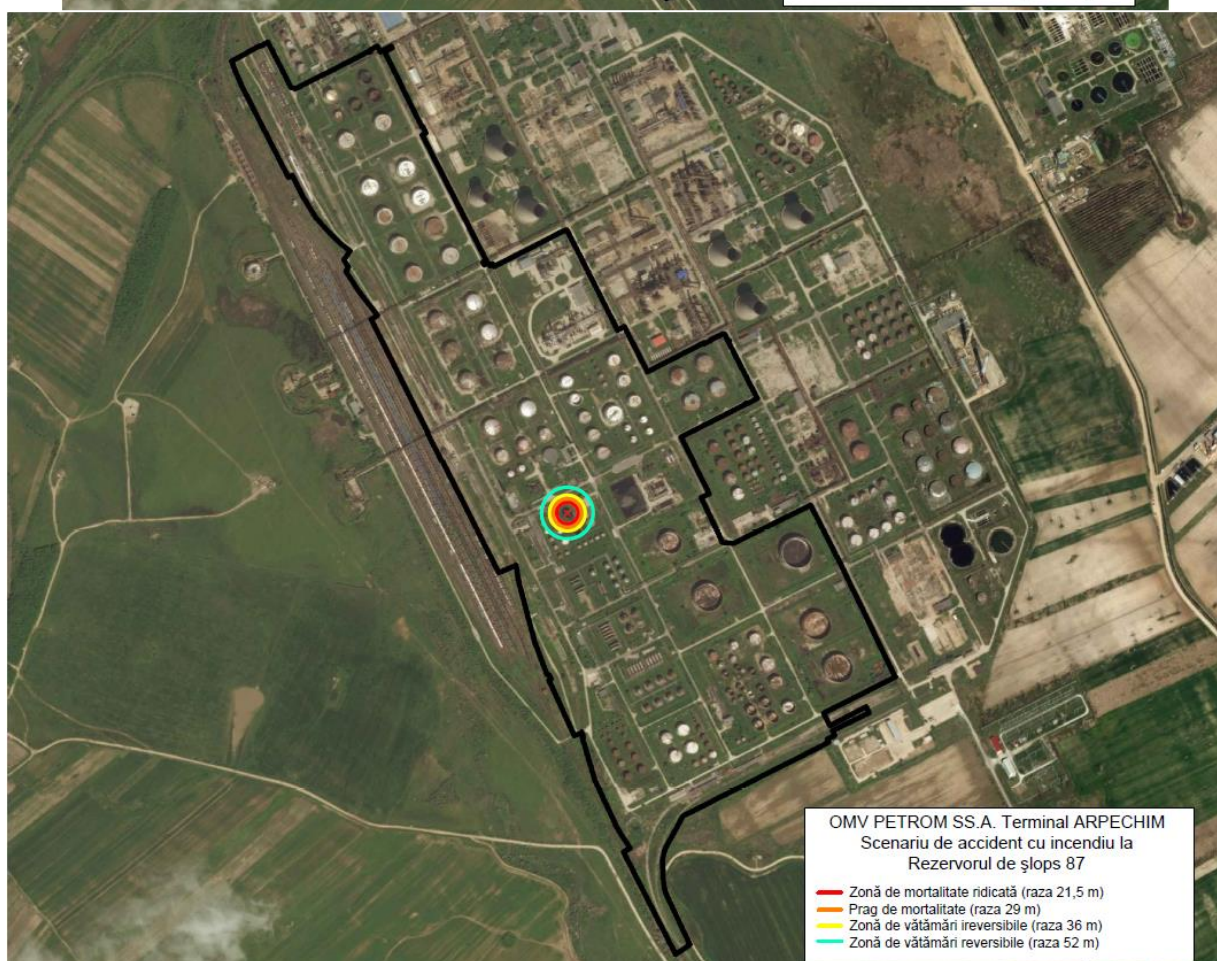 OMV PETROM SS.A. Terminal ARPECHIM
Scenariu de accident cu incendiu la
Rezervorul de şlops 87
Zonă de mortalitate ridicată (raza 21,5 m)
Prag de mortalitate (raza 29 m)
Zonă de vătămări ireversibile (raza 36 m)
Zonă de vătămări reversibile (raza 52 m)